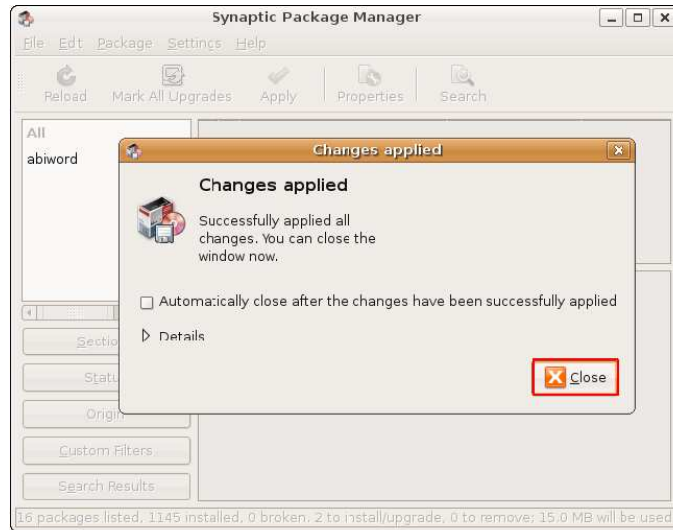 Synaptic Package Manager
File Edit Package Settings Help
Reload Mark All Upgrades Apply Properties Search
All
abiword
Changes applied
Changes applied
Successfully applied all
changes. You can close the
window now.
Automatically close after the changes have been successfully applied
Details
Close
Sectio
Statu
Origin
Custom Filters
Search Results
16 packages listed, 1145 installed, 0 broken. 2 to install/upgrade, 0 to remove; 15.0 MB will be used